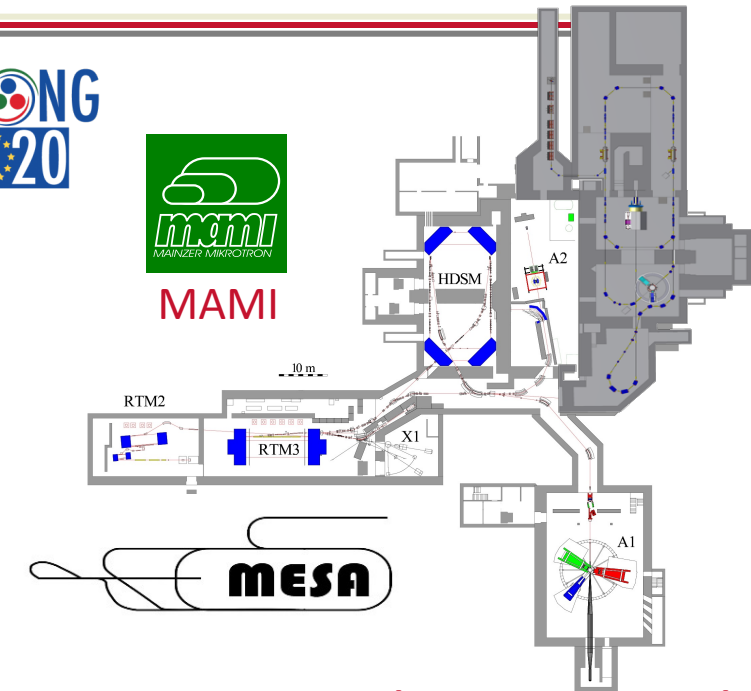 NG
20
mami
MAINZER MIKROTRON
MAMI
A2
HDSM
10 m
RTM2
RTM3
X1
A1
MESA